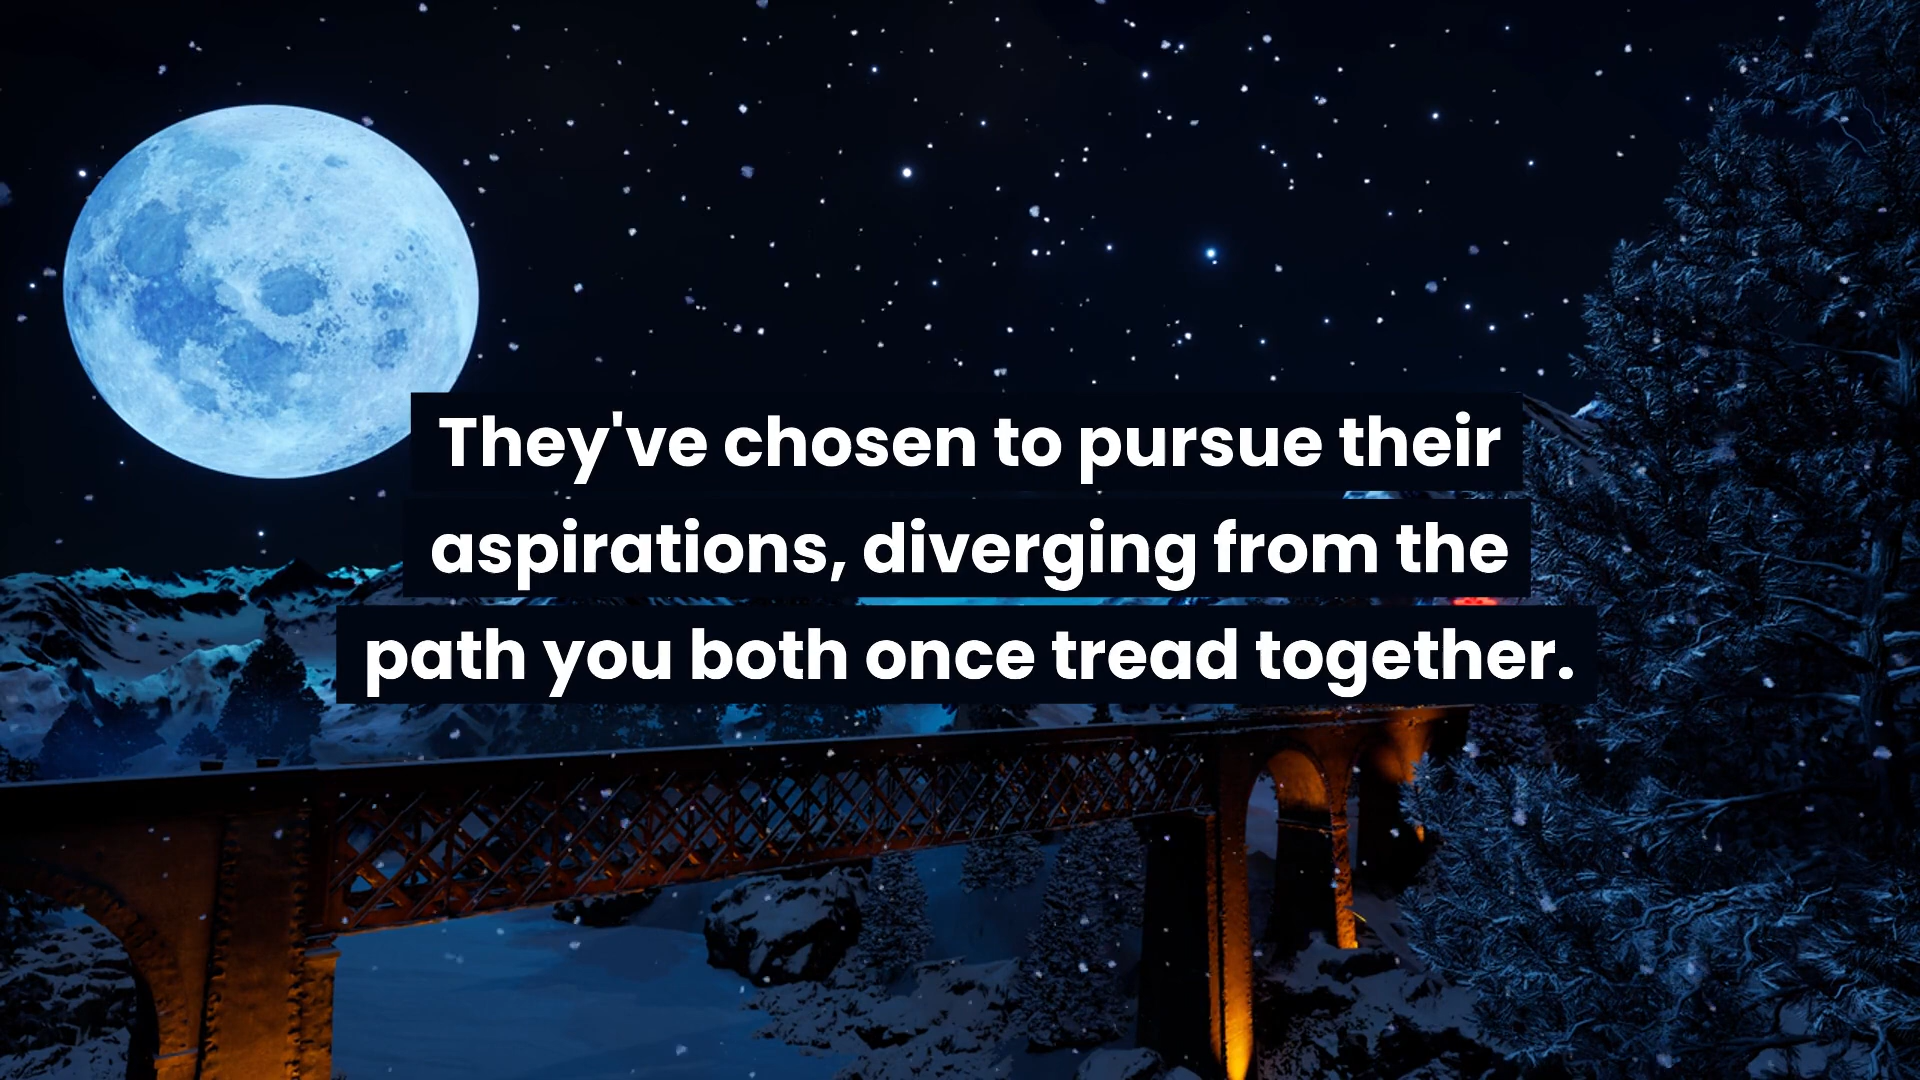 They've chosen to pursue their
aspirations, diverging from the
path you both once tread together.